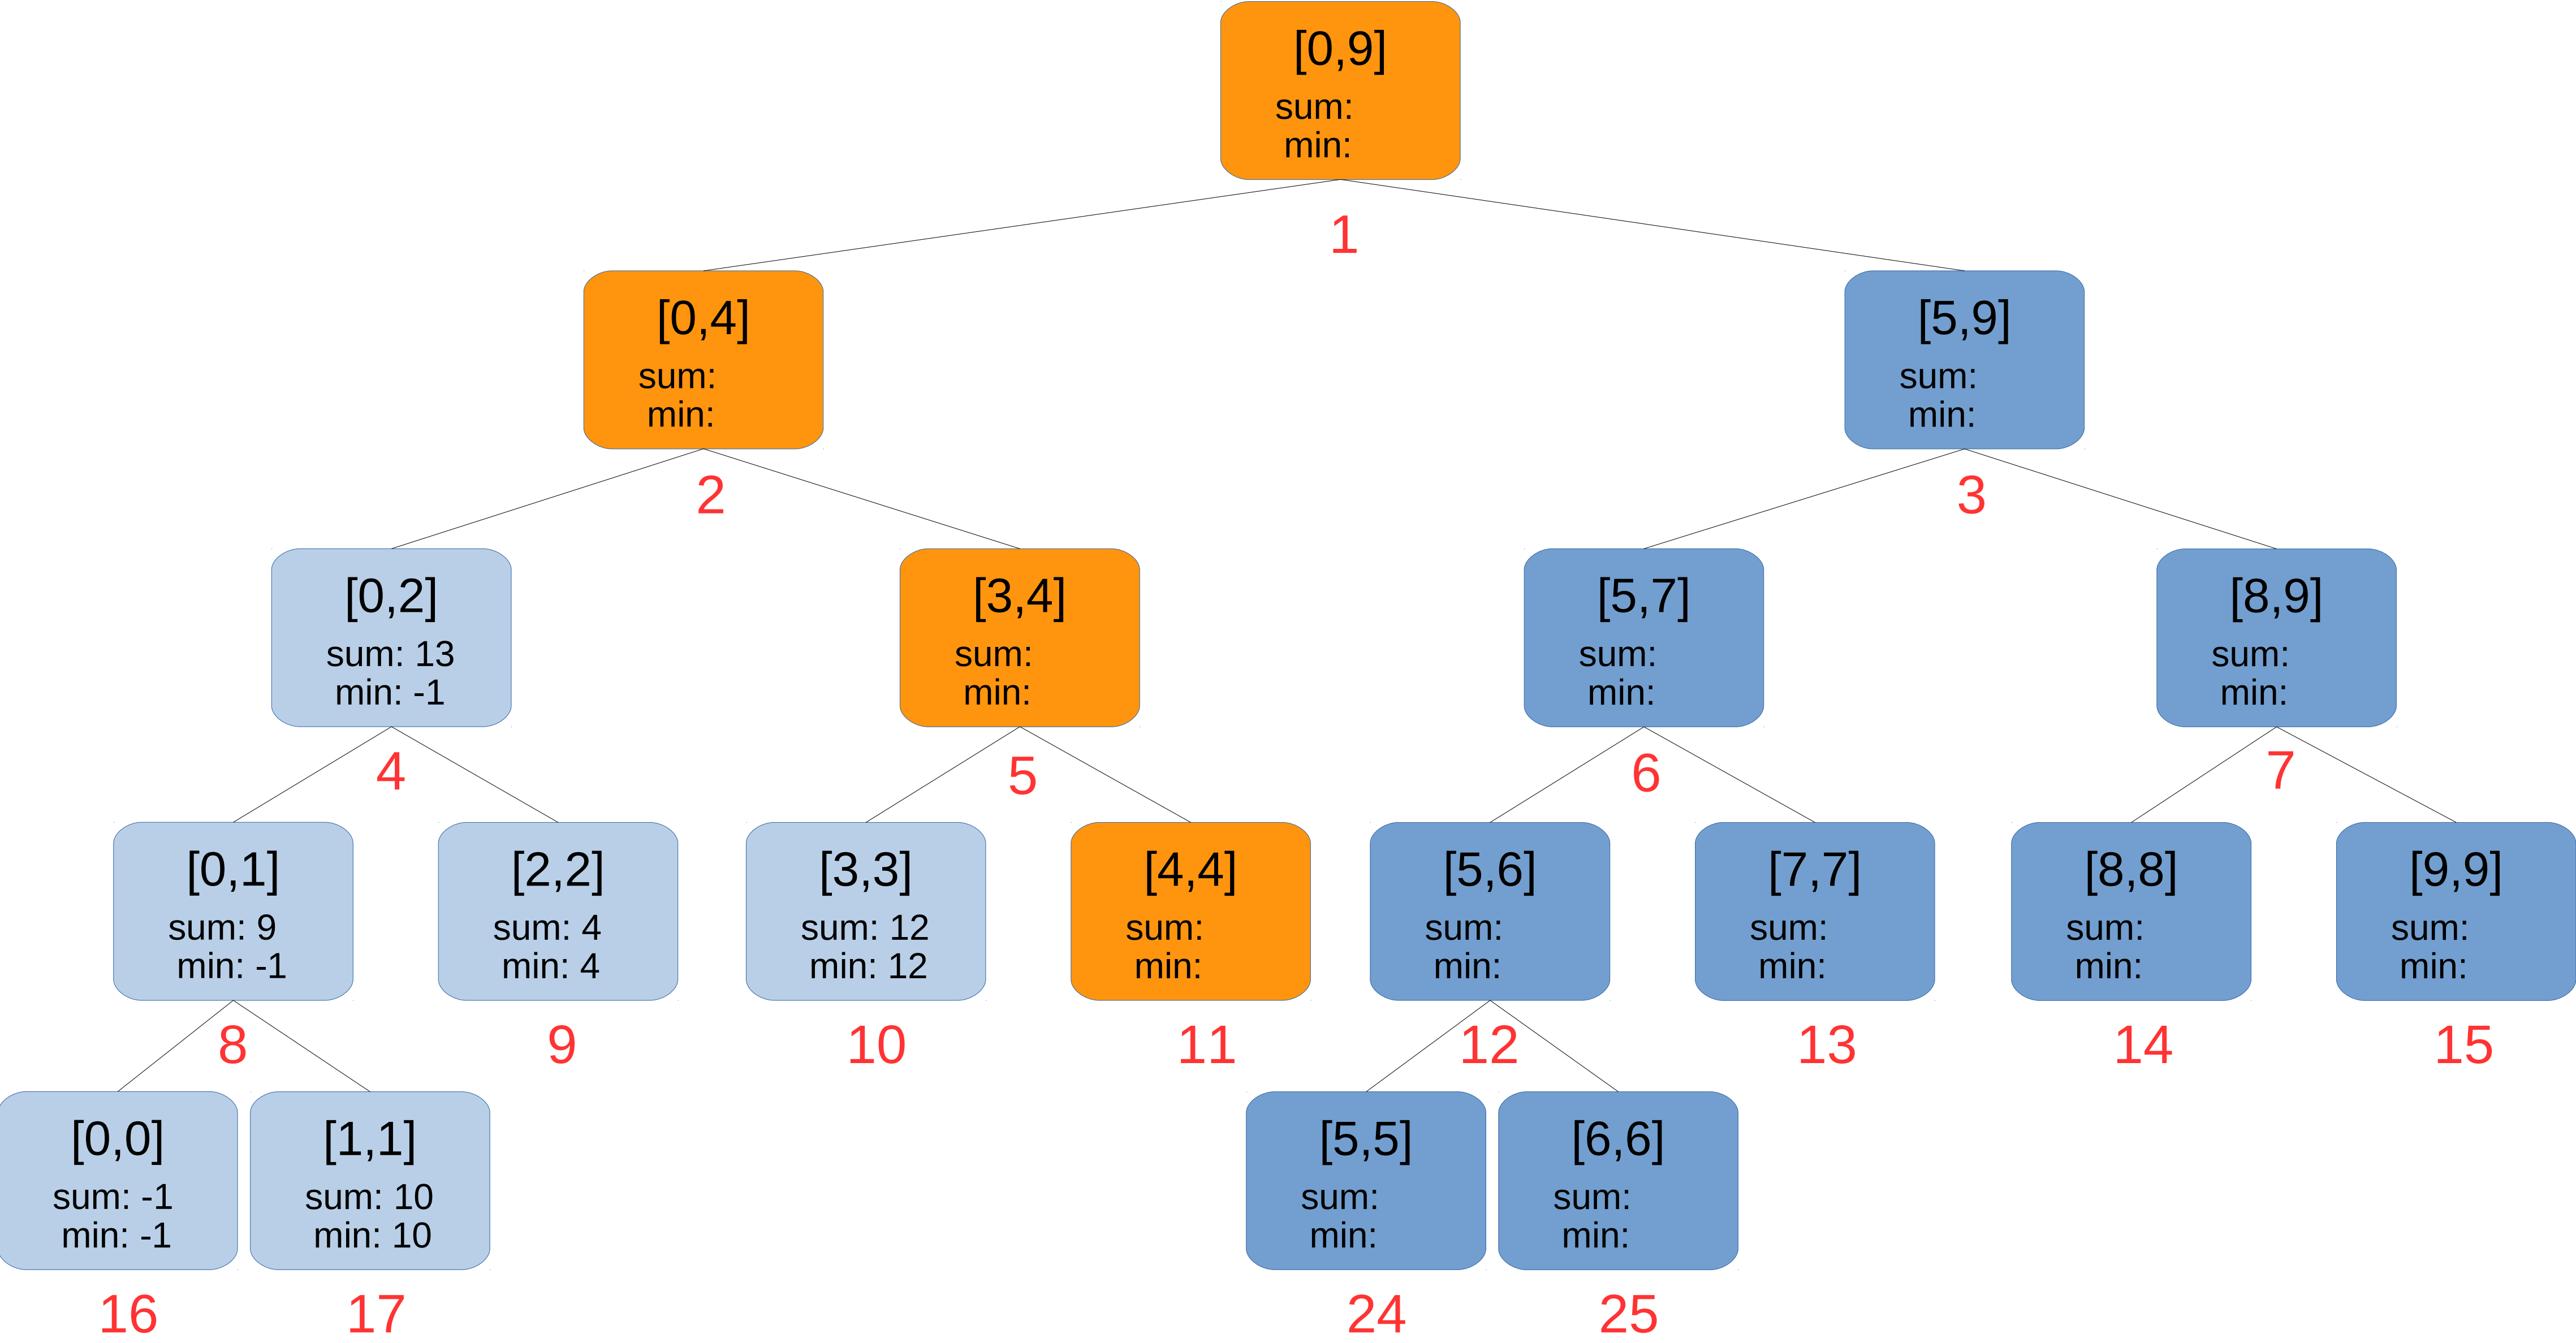 [0,9]
sum:
min:
1
[0,4]
sum:
min:
[5,9]
sum:
min:
2
3
[0,2]
sum: 13
min: -1
[3,4]
sum:
min:
[5,7]
sum:
min:
[8,9]
sum:
min:
4
5
6
7
[0,1]
sum: 9
min: -1
[2,2]
sum: 4
min: 4
[3,3]
sum: 12
min: 12
[4,4]
sum:
min:
[5,6]
sum:
min:
[7,7]
sum:
min:
[8,8]
sum:
min:
[9,9]
sum:
min:
8
9
10
11
12
13
14
15
[0,0]
sum: -1
min: -1
[1,1]
sum: 10
min: 10
[5,5]
sum:
min:
[6,6]
sum:
min:
16
17
24
25